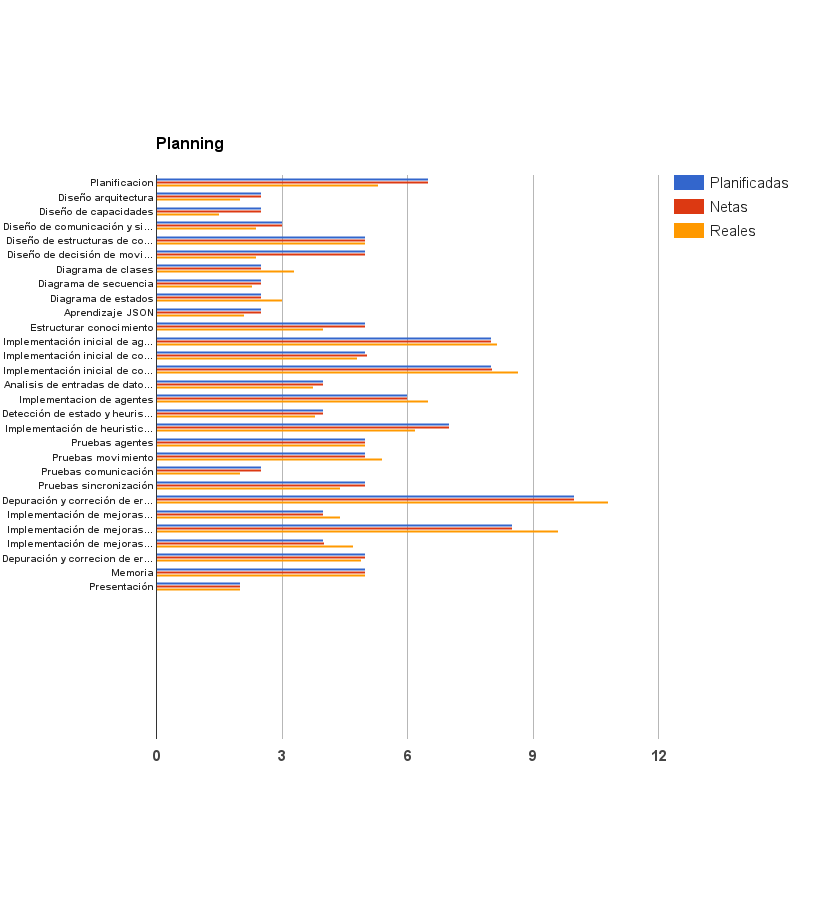 Planning
Planificadas
Netas
Reales
Planificacion
Diseño arquitectura
Diseño de capacidades
Diseño de comunicación y si...
Diseño de estructuras de co...
Diseño de decisión de movi...
Diagrama de clases
Diagrama de secuencia
Diagrama de estados
Aprendizaje JSON
Estructurar conocimiento
Implementación inicial de ag...
Implementación inicial de co...
Implementación inicial de co...
Analisis de entradas de dato...
Implementacion de agentes
Detección de estado y heuris...
Implementación de heuristic...
Pruebas agentes
Pruebas movimiento
Pruebas comunicación
Pruebas sincronización
Depuración y correción de er...
Implementación de mejoras...
Implementación de mejoras...
Implementación de mejoras...
Depuración y correcion de er...
Memoria
Presentación
0 3 6 9 12